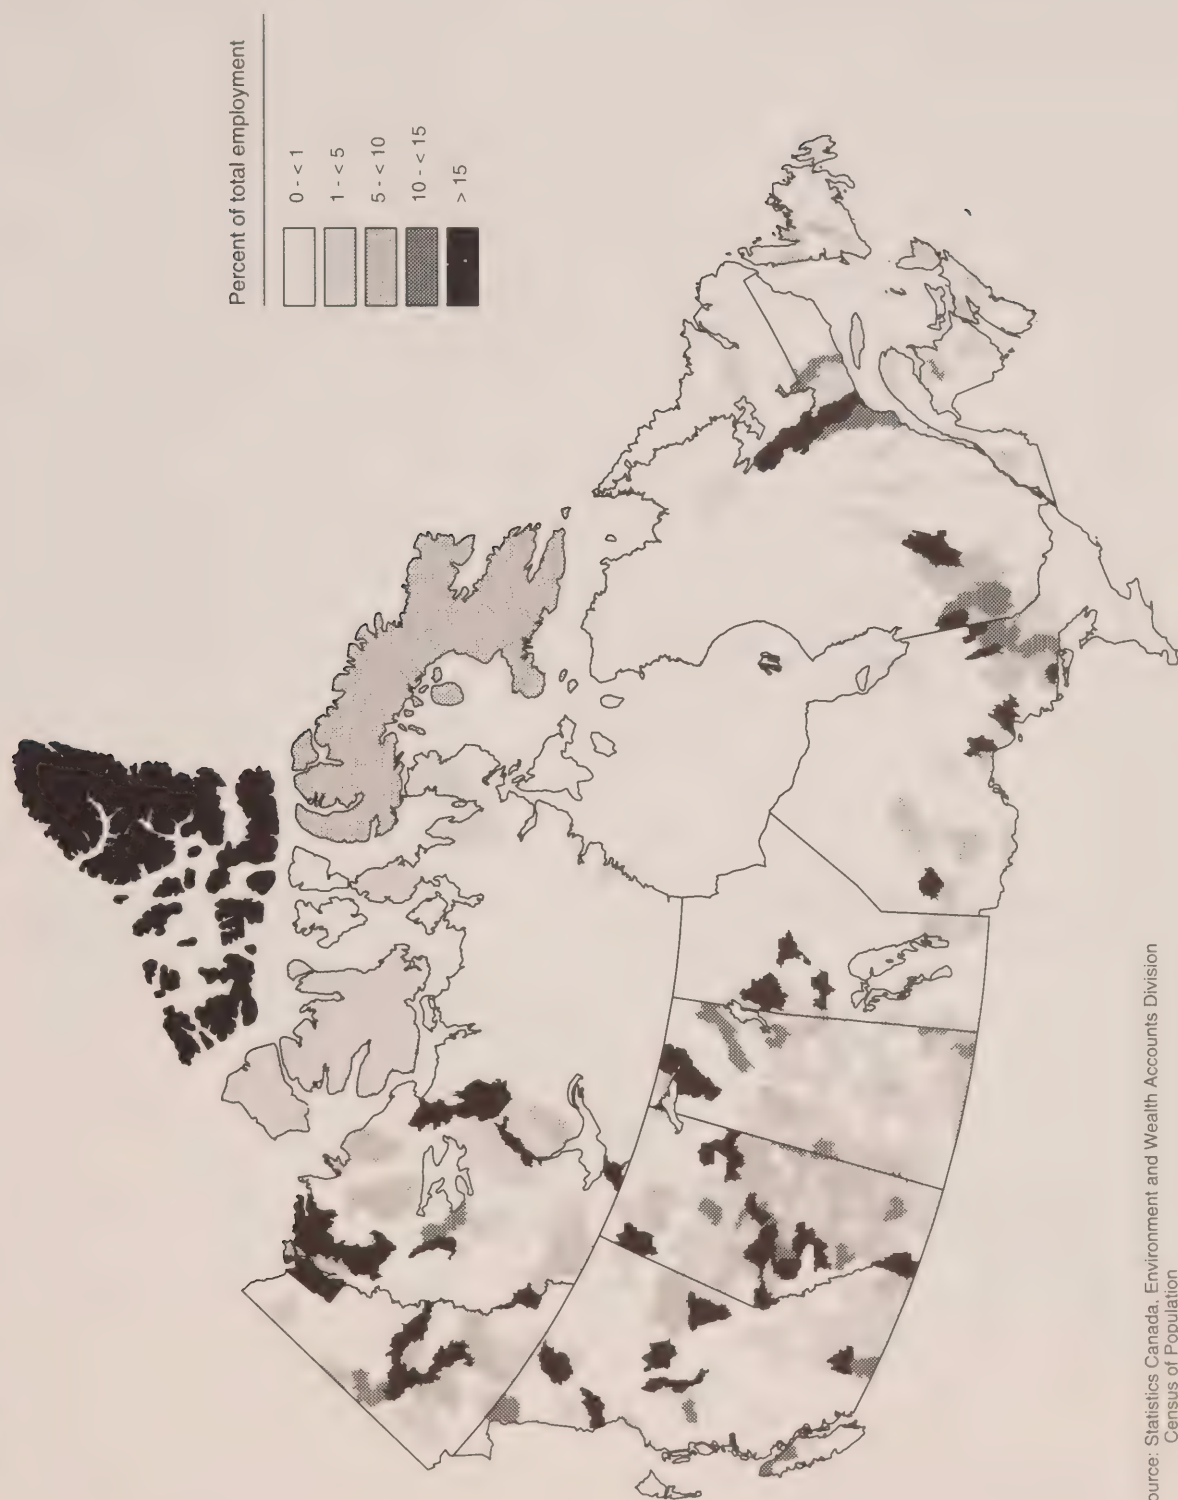 Percent of total employment
0 - < 1
1 - < 5
5 - < 10
10 - < 15
> 15
ource: Statistics Canada, Environment and Wealth Accounts Division
Census of Population